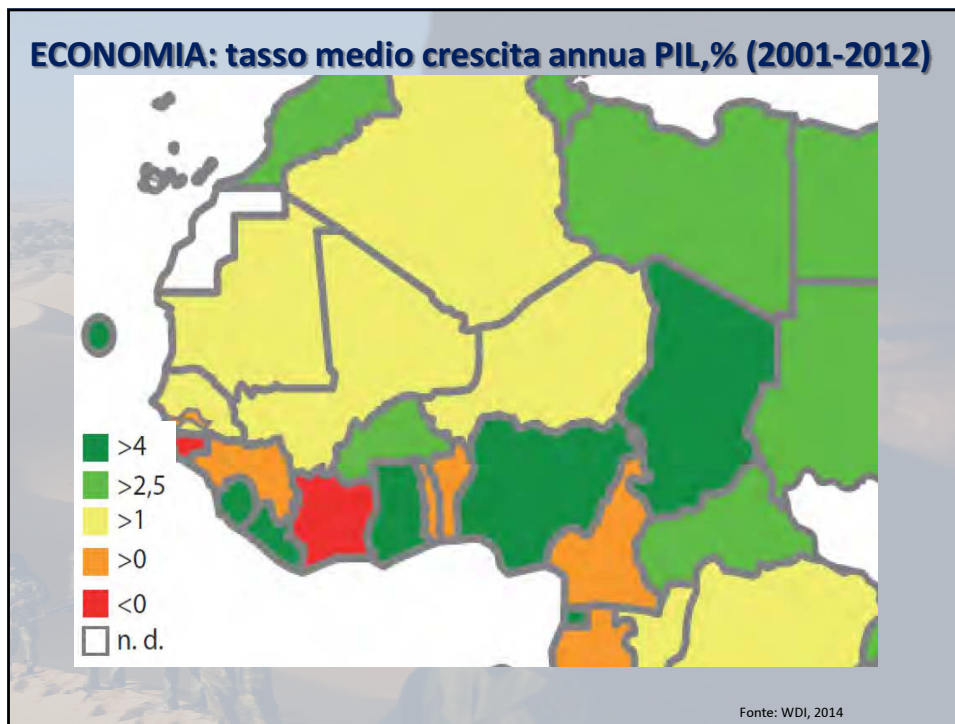 ECONOMIA: tasso medio crescita annua PIL,% (2001-2012)
>4
>2,5
>1
>0
<0
n. d.
Fonte: WDI, 2014